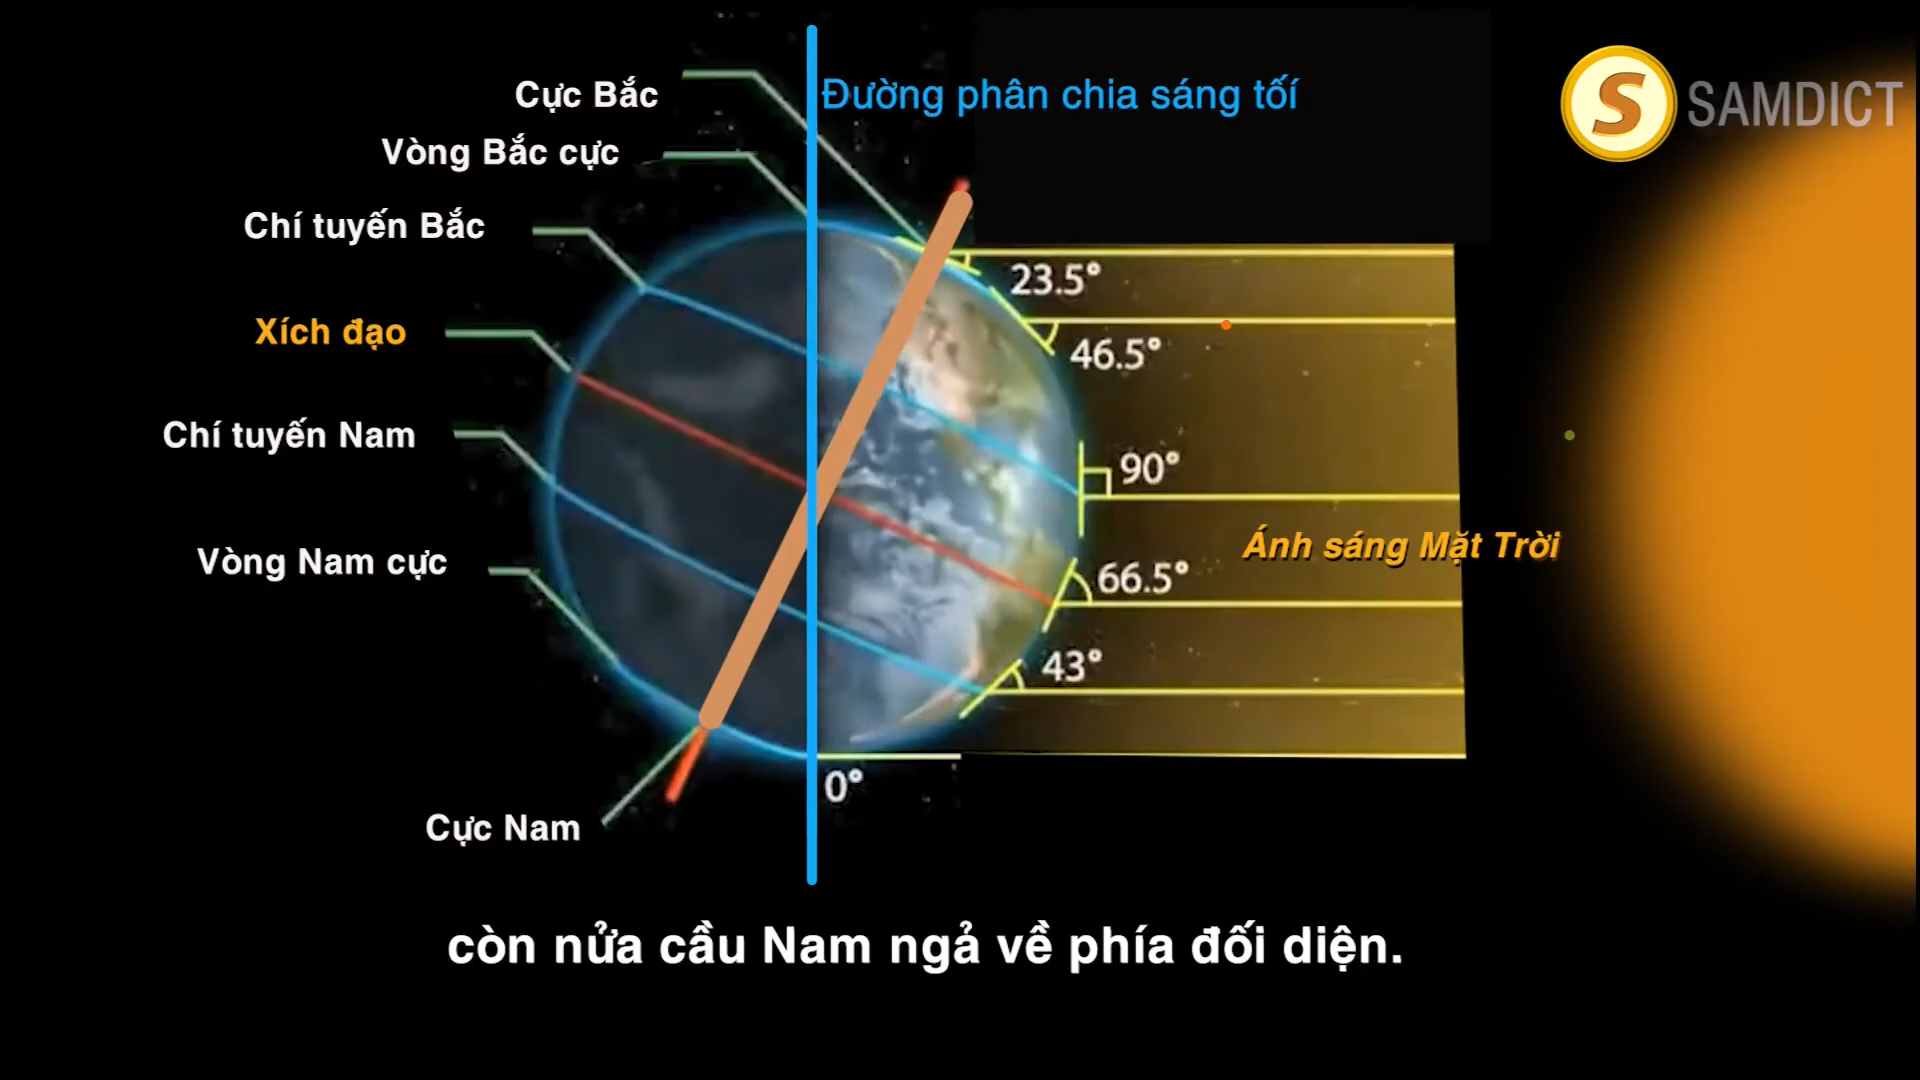 SAMDICT
Cực Bắc
Đường phân chia sáng tối
Vòng Bắc cực
Chí tuyến Bắc
23.5°
Xích đạo
46.5°
Chí tuyến Nam
90°
Ánh sáng Mặt Trời
Vòng Nam cực
66.5°
43°
0°
Cực Nam
còn nửa cầu Nam ngả về phía đối diện.